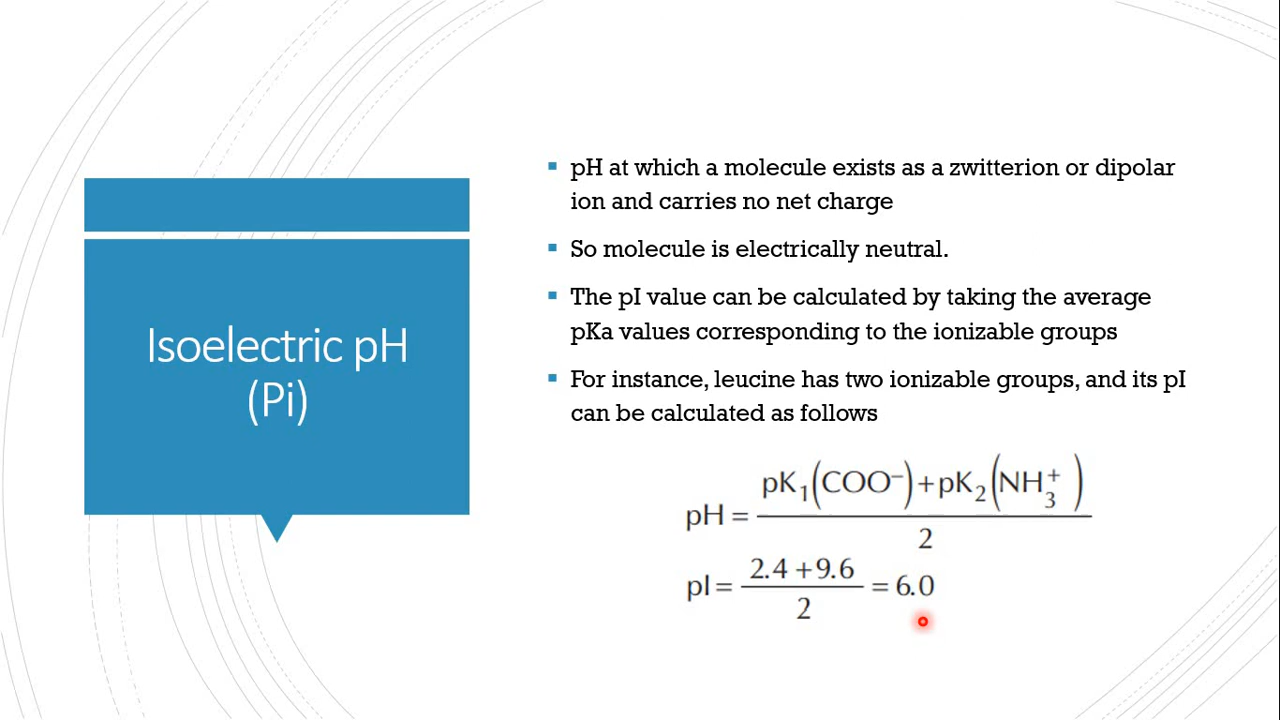 Isoelectric pH
(Pi)
▪ pH at which a molecule exists as a zwitterion or dipolar
ion and carries no net charge
▪ So molecule is electrically neutral.
▪ The pI value can be calculated by taking the average
pKa values corresponding to the ionizable groups
▪ For instance, leucine has two ionizable groups, and its pI
can be calculated as follows
pH = (pK₁(COO⁻)+pK₂(NH₃⁺))/2
pI = (2.4+9.6)/2 = 6.0